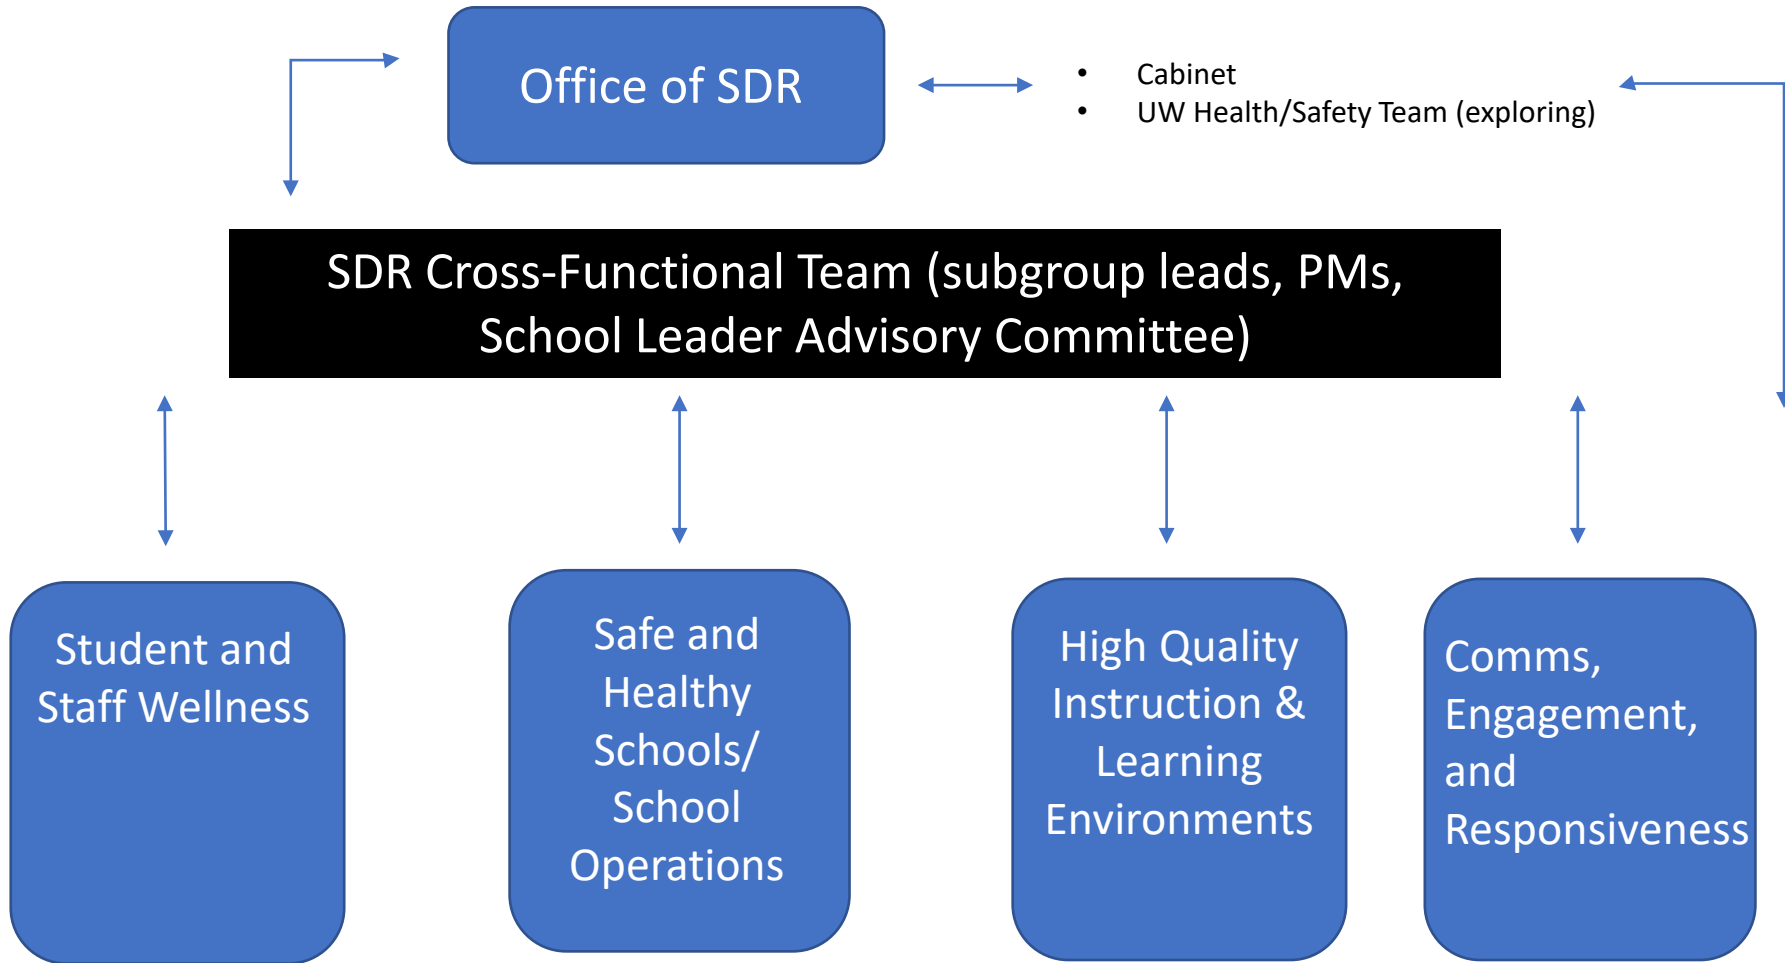 Office of SDR
• Cabinet
• UW Health/Safety Team (exploring)
SDR Cross-Functional Team (subgroup leads, PMs,
School Leader Advisory Committee)
Student and
Staff Wellness
Safe and
Healthy
Schools/
School
Operations
High Quality
Instruction &
Learning
Environments
Comms,
Engagement,
and
Responsiveness